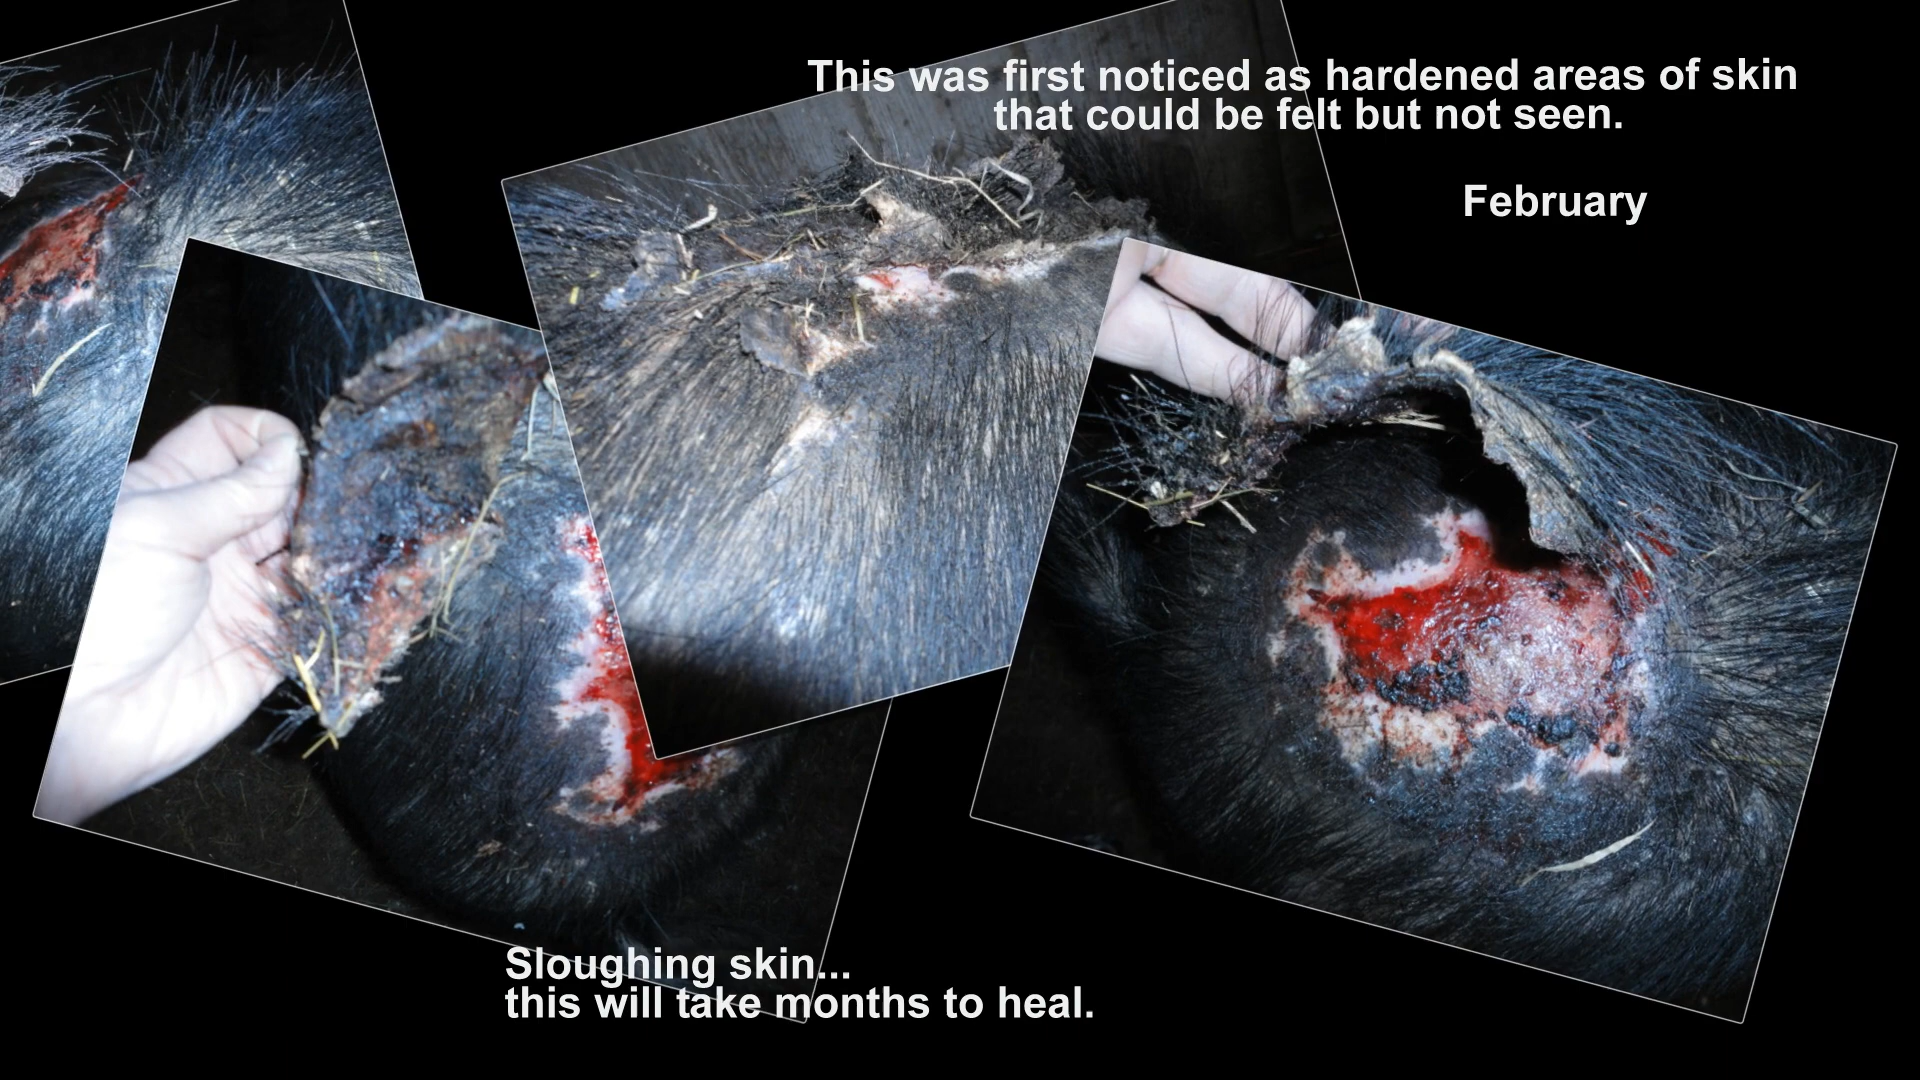 This was first noticed as hardened areas of skin
that could be felt but not seen.
February
Sloughing skin...
this will take months to heal.